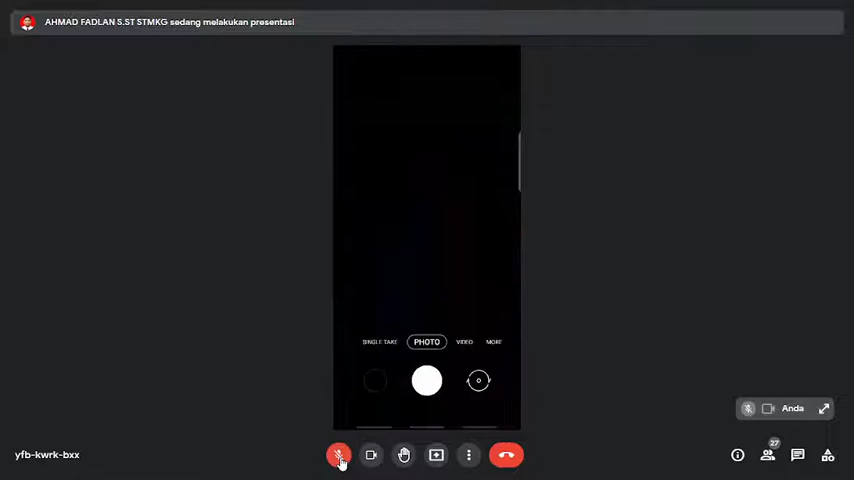 AHMAD FADLAN S.ST STMKG sedang melakukan presentasi
SINGLE TAKE PHOTO VIDEO MORE
Anda
27
yfb-kwrk-bxx